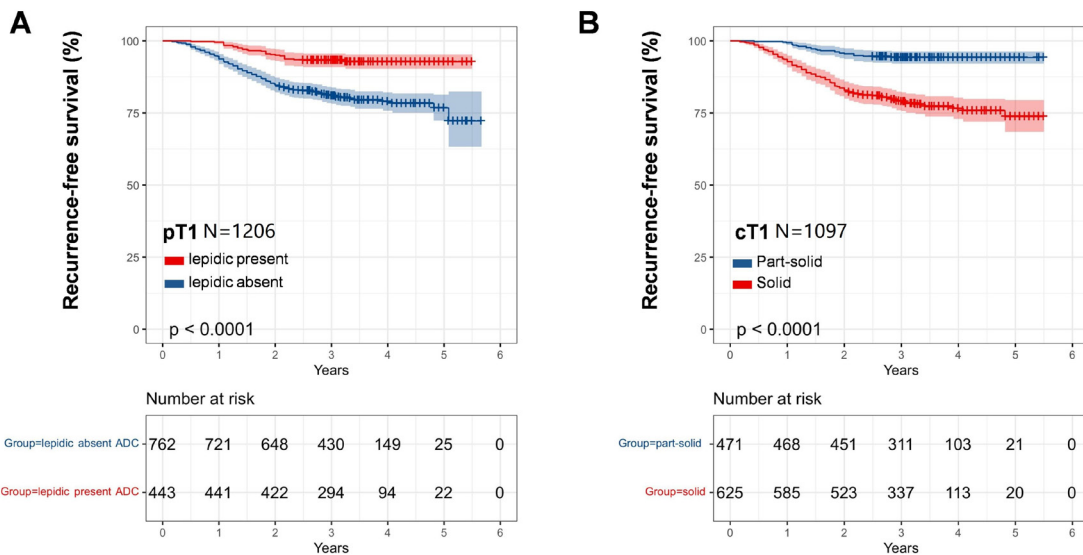 A
Recurrence-free survival (%)
100
75
50
25
0
pT1 N=1206
lepidic present
lepidic absent
p < 0.0001
0 1 2 3 4 5 6
Years
Number at risk
Group=lepidic absent ADC 762 721 648 430 149 25 0
Group=lepidic present ADC 443 441 422 294 94 22 0
0 1 2 3 4 5 6
Years
B
Recurrence-free survival (%)
100
75
50
25
0
cT1 N=1097
Part-solid
Solid
p < 0.0001
0 1 2 3 4 5 6
Years
Number at risk
Group=part-solid 471 468 451 311 103 21 0
Group=solid 625 585 523 337 113 20 0
0 1 2 3 4 5 6
Years